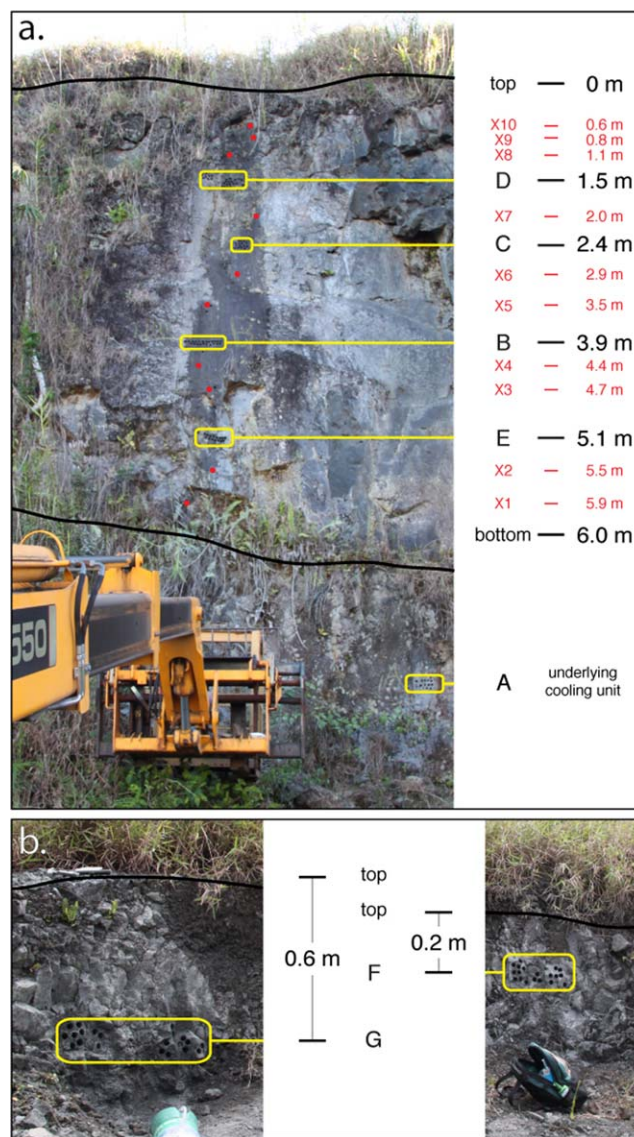 a.
top — 0 m
X10 — 0.6 m
X9 — 0.8 m
X8 — 1.1 m
D — 1.5 m
X7 — 2.0 m
C — 2.4 m
X6 — 2.9 m
X5 — 3.5 m
B — 3.9 m
X4 — 4.4 m
X3 — 4.7 m
E — 5.1 m
X2 — 5.5 m
X1 — 5.9 m
bottom — 6.0 m
550
A underlying
cooling unit
b.
top
top
0.6 m
0.2 m
F
G